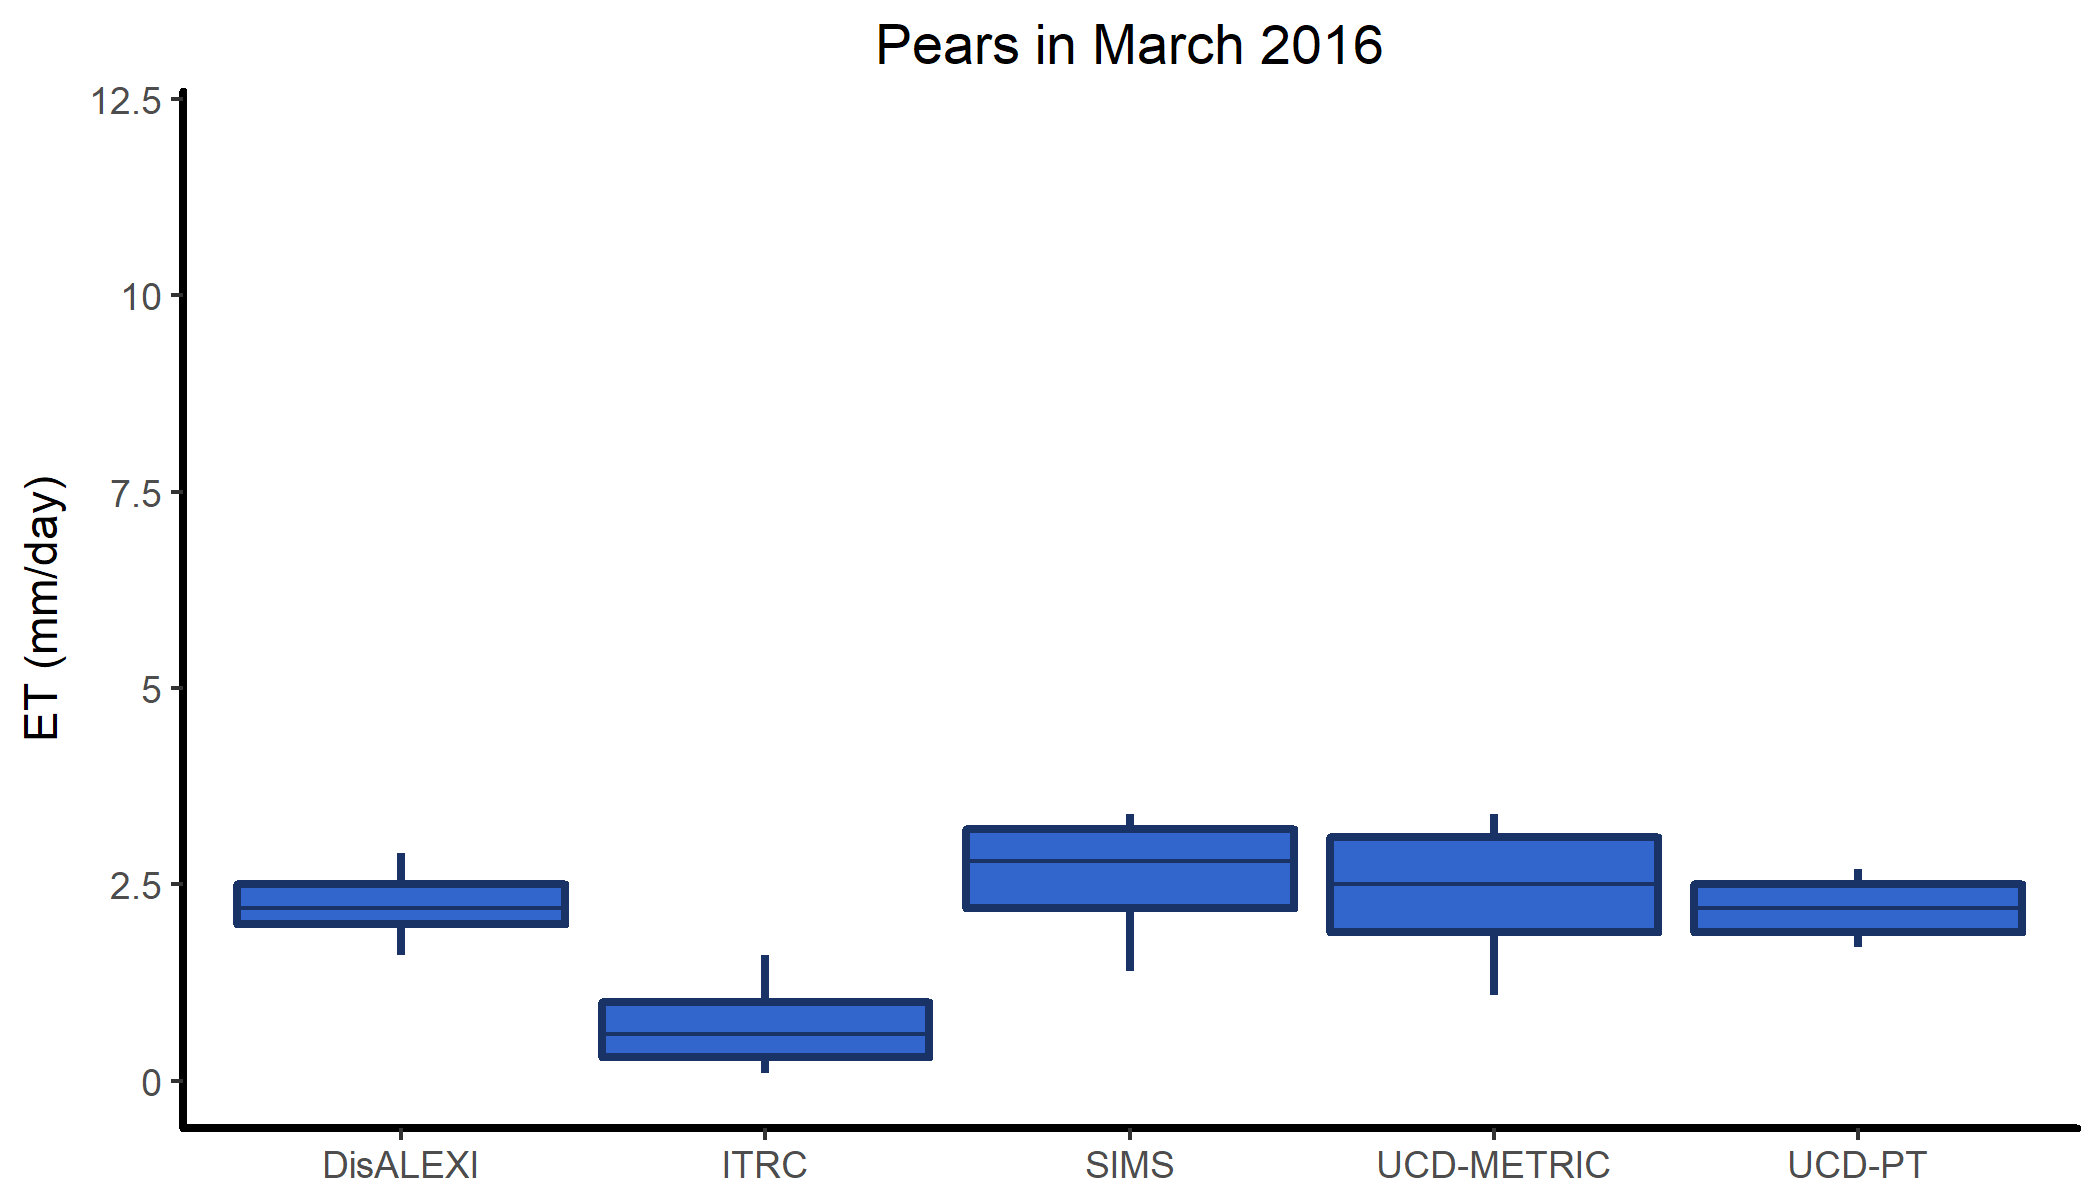 Pears in March 2016
ET (mm/day)
12.5
10
7.5
5
2.5
0
DisALEXI
ITRC
SIMS
UCD-METRIC
UCD-PT